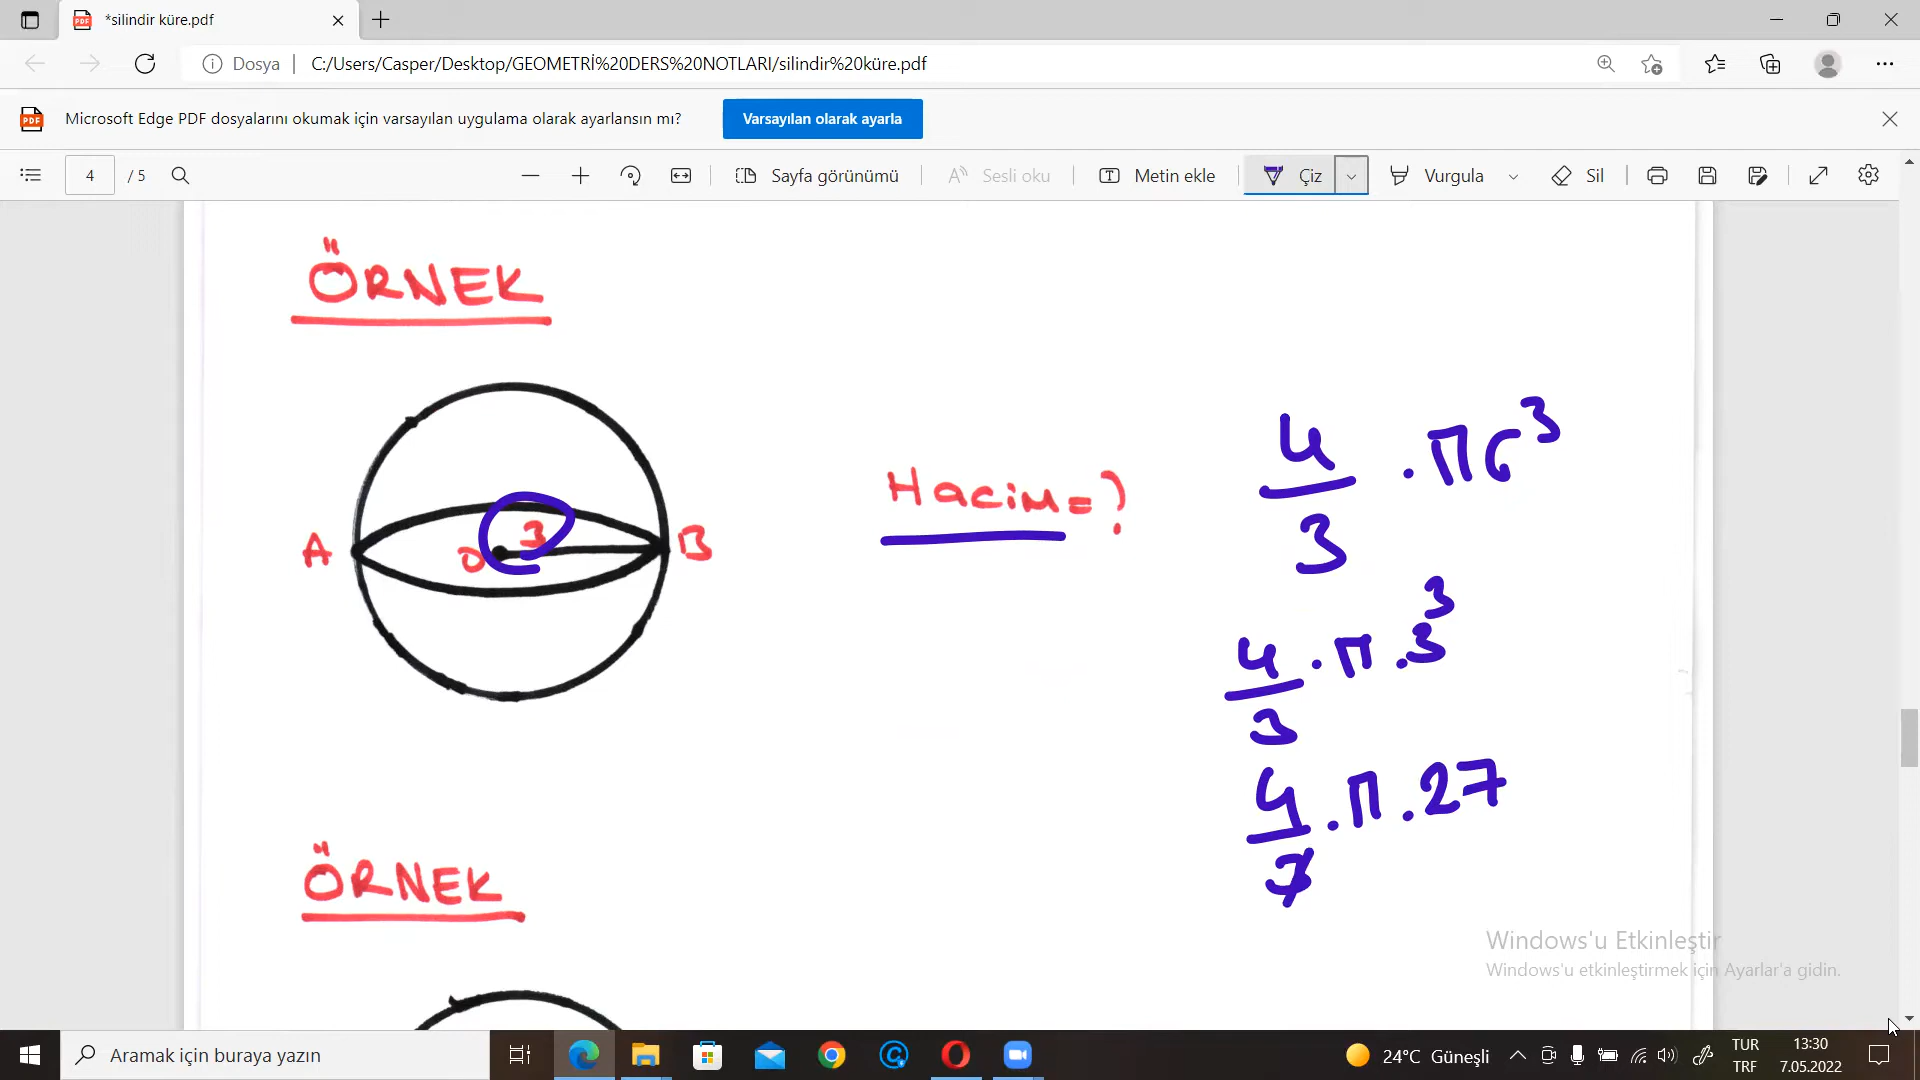 *silindir küre.pdf
Dosya | C:/Users/Casper/Desktop/GEOMETRİ%20DERS%20NOTLARI/silindir%20küre.pdf
PDF Microsoft Edge PDF dosyalarını okumak için varsayılan uygulama olarak ayarlansın mı? Varsayılan olarak ayarla
4 / 5 Sayfa görünümü Sesli oku Metin ekle Çiz Vurgula Sil
ÖRNEK
4/3 . πr³
Hacim = ?
A O 3 B
4/3 . π . 3³
4/3 . π . 27
ÖRNEK
Windows'u Etkinleştir
Windows'u etkinleştirmek için Ayarlar'a gidin.
Aramak için buraya yazın
24°C Güneşli
TUR
TRF
13:30
7.05.2022